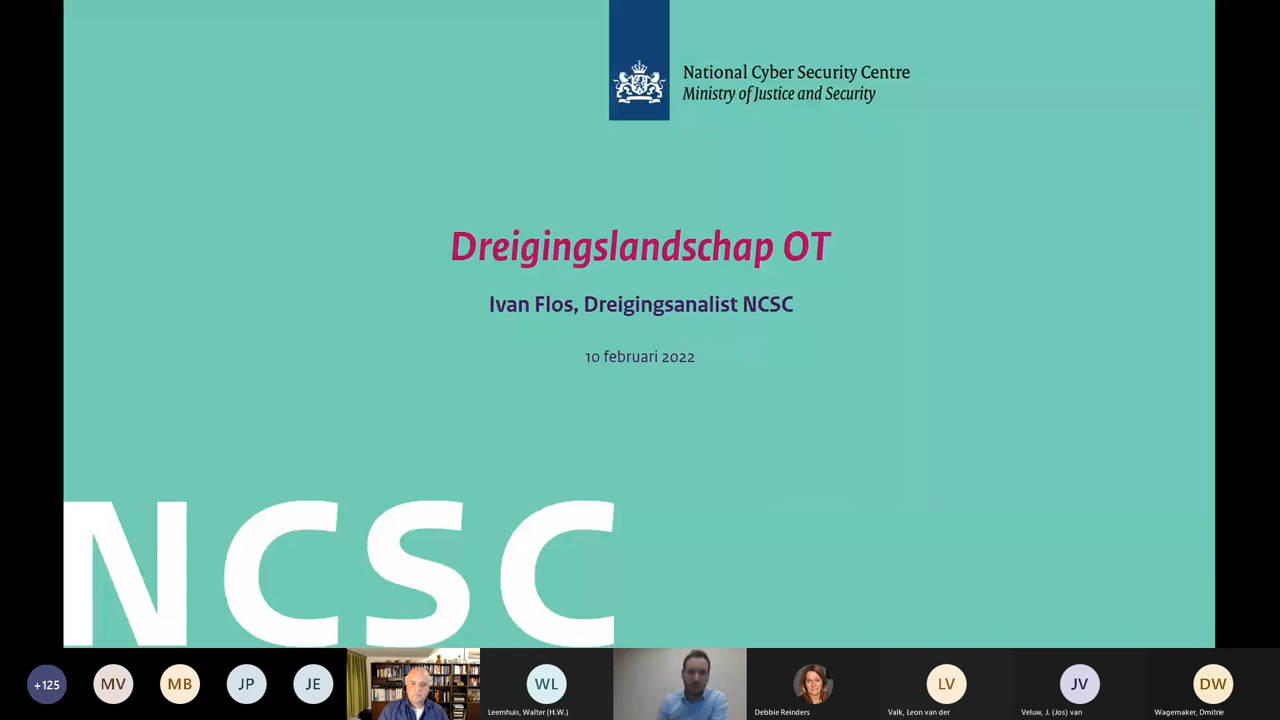 National Cyber Security Centre
Ministry of Justice and Security
Dreigingslandschap OT
Ivan Flos, Dreigingsanalist NCSC
10 februari 2022
NCSC
+125
MV
MB
JP
JE
WL
Leemhuis, Walter (H.W.)
Debbie Reinders
LV
Valk, Leon van der
JV
Veluw, J. (Jos) van
DW
Wagemaker, Dmitrie